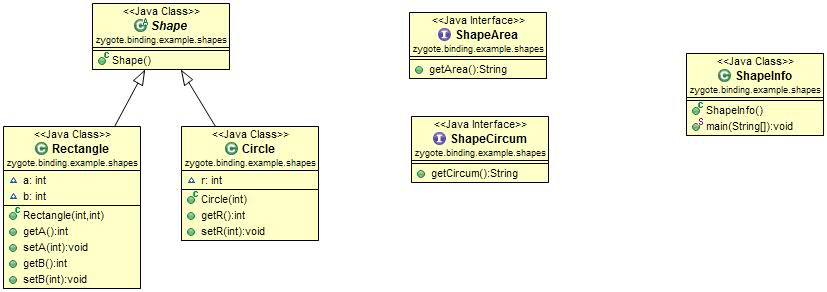 <<Java Class>>
Shape
zygote.binding.example.shapes
Shape()
<<Java Class>>
Rectangle
zygote.binding.example.shapes
a: int
b: int
Rectangle(int,int)
getA():int
setA(int):void
getB():int
setB(int):void
<<Java Class>>
Circle
zygote.binding.example.shapes
r: int
Circle(int)
getR():int
setR(int):void
<<Java Interface>>
ShapeArea
zygote.binding.example.shapes
getArea():String
<<Java Interface>>
ShapeCircum
zygote.binding.example.shapes
getCircum():String
<<Java Class>>
ShapeInfo
zygote.binding.example.shapes
ShapeInfo()
main(String[]):void